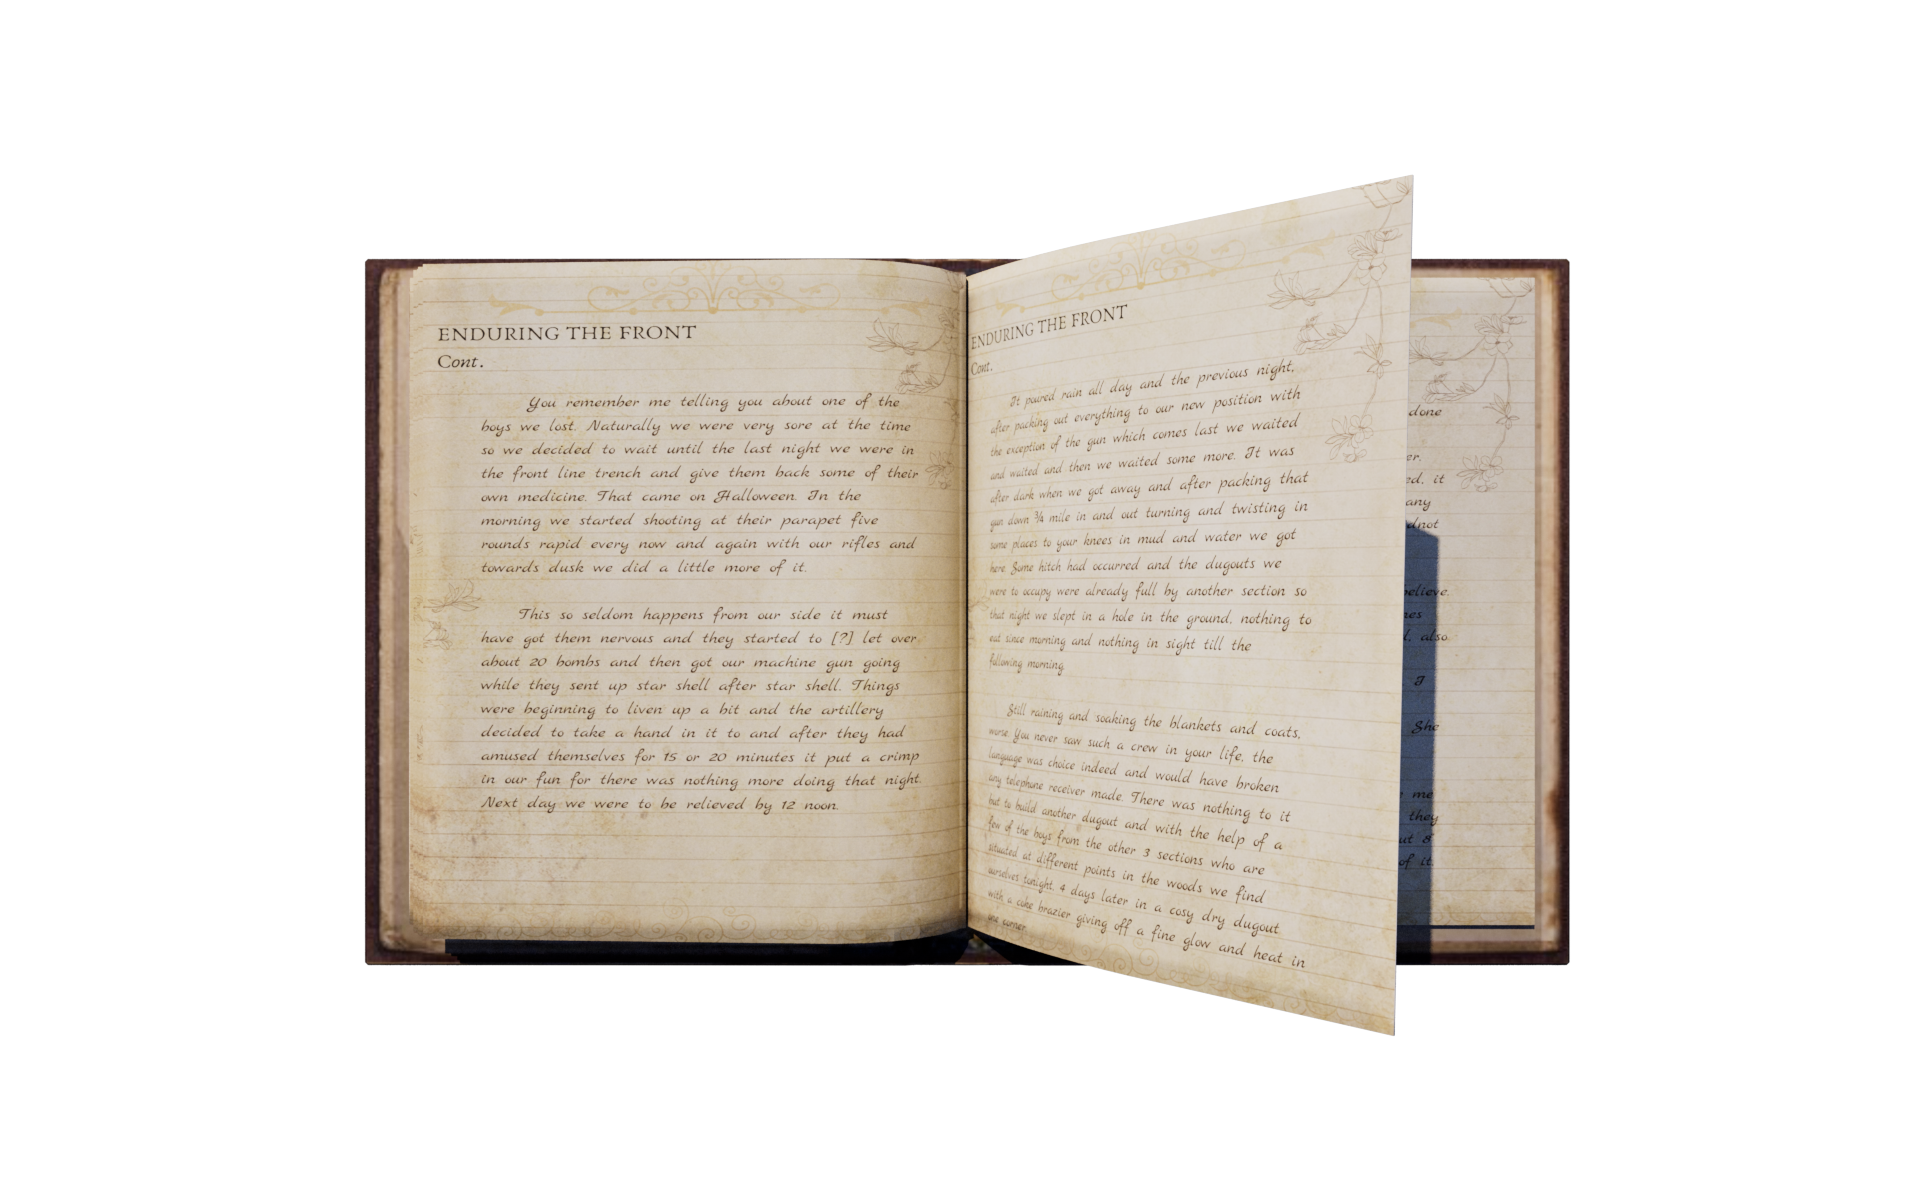 ENDURING THE FRONT
Cont.
You remember me telling you about one of the
boys we lost. Naturally we were very sore at the time
so we decided to wait until the last night we were in
the front line trench and give them back some of their
own medicine. That came on Halloween. In the
morning we started shooting at their parapet five
rounds rapid every now and again with our rifles and
towards dusk we did a little more of it.
This so seldom happens from our side it must
have got them nervous and they started to [?] let over
about 20 bombs and then got our machine gun going
while they sent up star shell after star shell. Things
were beginning to liven up a bit and the artillery
decided to take a hand in it to and after they had
amused themselves for 15 or 20 minutes it put a crimp
in our fun for there was nothing more doing that night.
Next day we were to be relieved by 12 noon.
ENDURING THE FRONT
Cont.
It poured rain all day and the previous night,
after packing out everything to our new position with
the exception of the gun which comes last we waited
and waited and then we waited some more. It was
after dark when we got away and after packing that
gun down ¾ mile in and out turning and twisting in
some places to your knees in mud and water we got
here. Some hitch had occurred and the dugouts we
were to occupy were already full by another section so
that night we slept in a hole in the ground, nothing to
eat since morning and nothing in sight till the
following morning.
Still raining and soaking the blankets and coats,
worse. You never saw such a crew in your life, the
language was choice indeed and would have broken
any telephone receiver made. There was nothing to it
but to build another dugout and with the help of a
few of the boys from the other 3 sections who are
situated at different points in the woods we find
ourselves tonight, 4 days later in a cosy dry dugout
with a coke brazier giving off a fine glow and heat in
one corner.
done
it
any
also
I
She
me
they
8
of it.